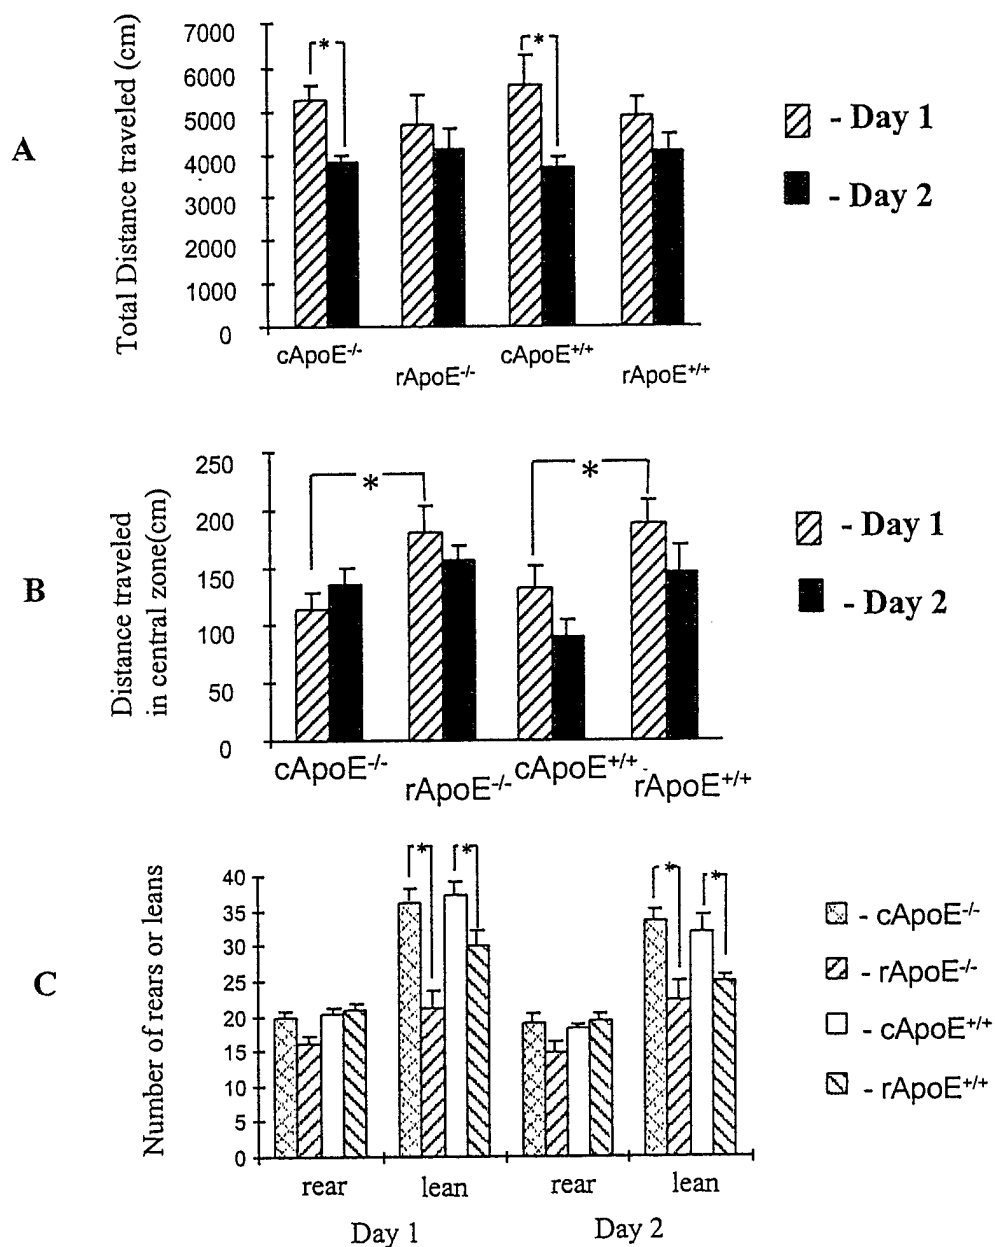 A
Total Distance traveled (cm)
7000
6000
5000
4000
3000
2000
1000
0
*
*
cApoE-/-
rApoE-/-
cApoE+/+
rApoE+/+
- Day 1
- Day 2
B
Distance traveled
in central zone(cm)
250
200
150
100
50
0
*
*
cApoE-/-
rApoE-/-
cApoE+/+
rApoE+/+
- Day 1
- Day 2
C
Number of rears or leans
40
35
30
25
20
15
10
5
0
*
*
*
*
rear
lean
rear
lean
Day 1
Day 2
- cApoE-/-
- rApoE-/-
- cApoE+/+
- rApoE+/+